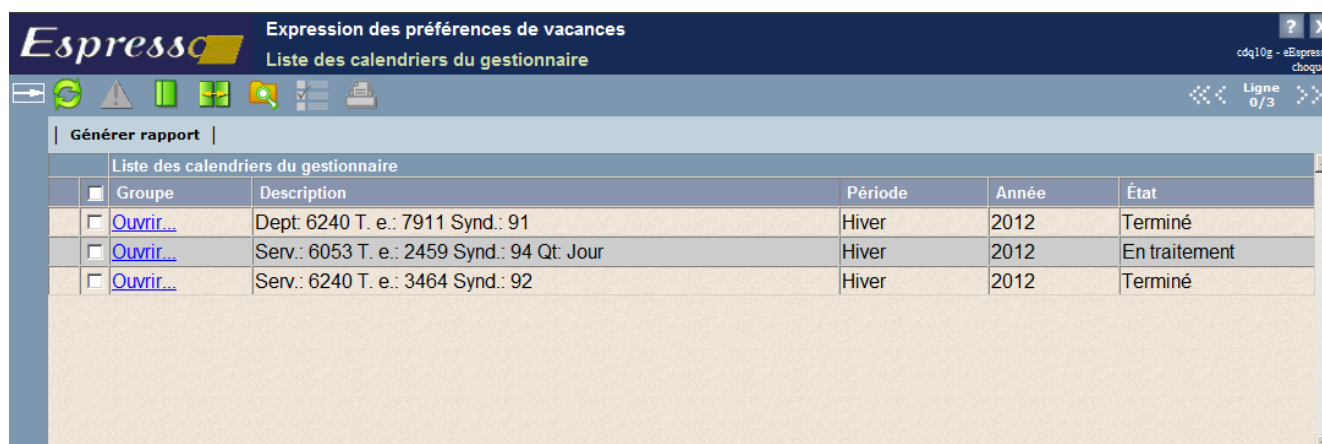 Espresso
Expression des préférences de vacances
Liste des calendriers du gestionnaire
?
cdq10g - eEspress
choque
Ligne
0/3
| Générer rapport |
Liste des calendriers du gestionnaire
Groupe Description Période Année État
Ouvrir... Dept: 6240 T. e.: 7911 Synd.: 91 Hiver 2012 Terminé
Ouvrir... Serv.: 6053 T. e.: 2459 Synd.: 94 Qt: Jour Hiver 2012 En traitement
Ouvrir... Serv.: 6240 T. e.: 3464 Synd.: 92 Hiver 2012 Terminé